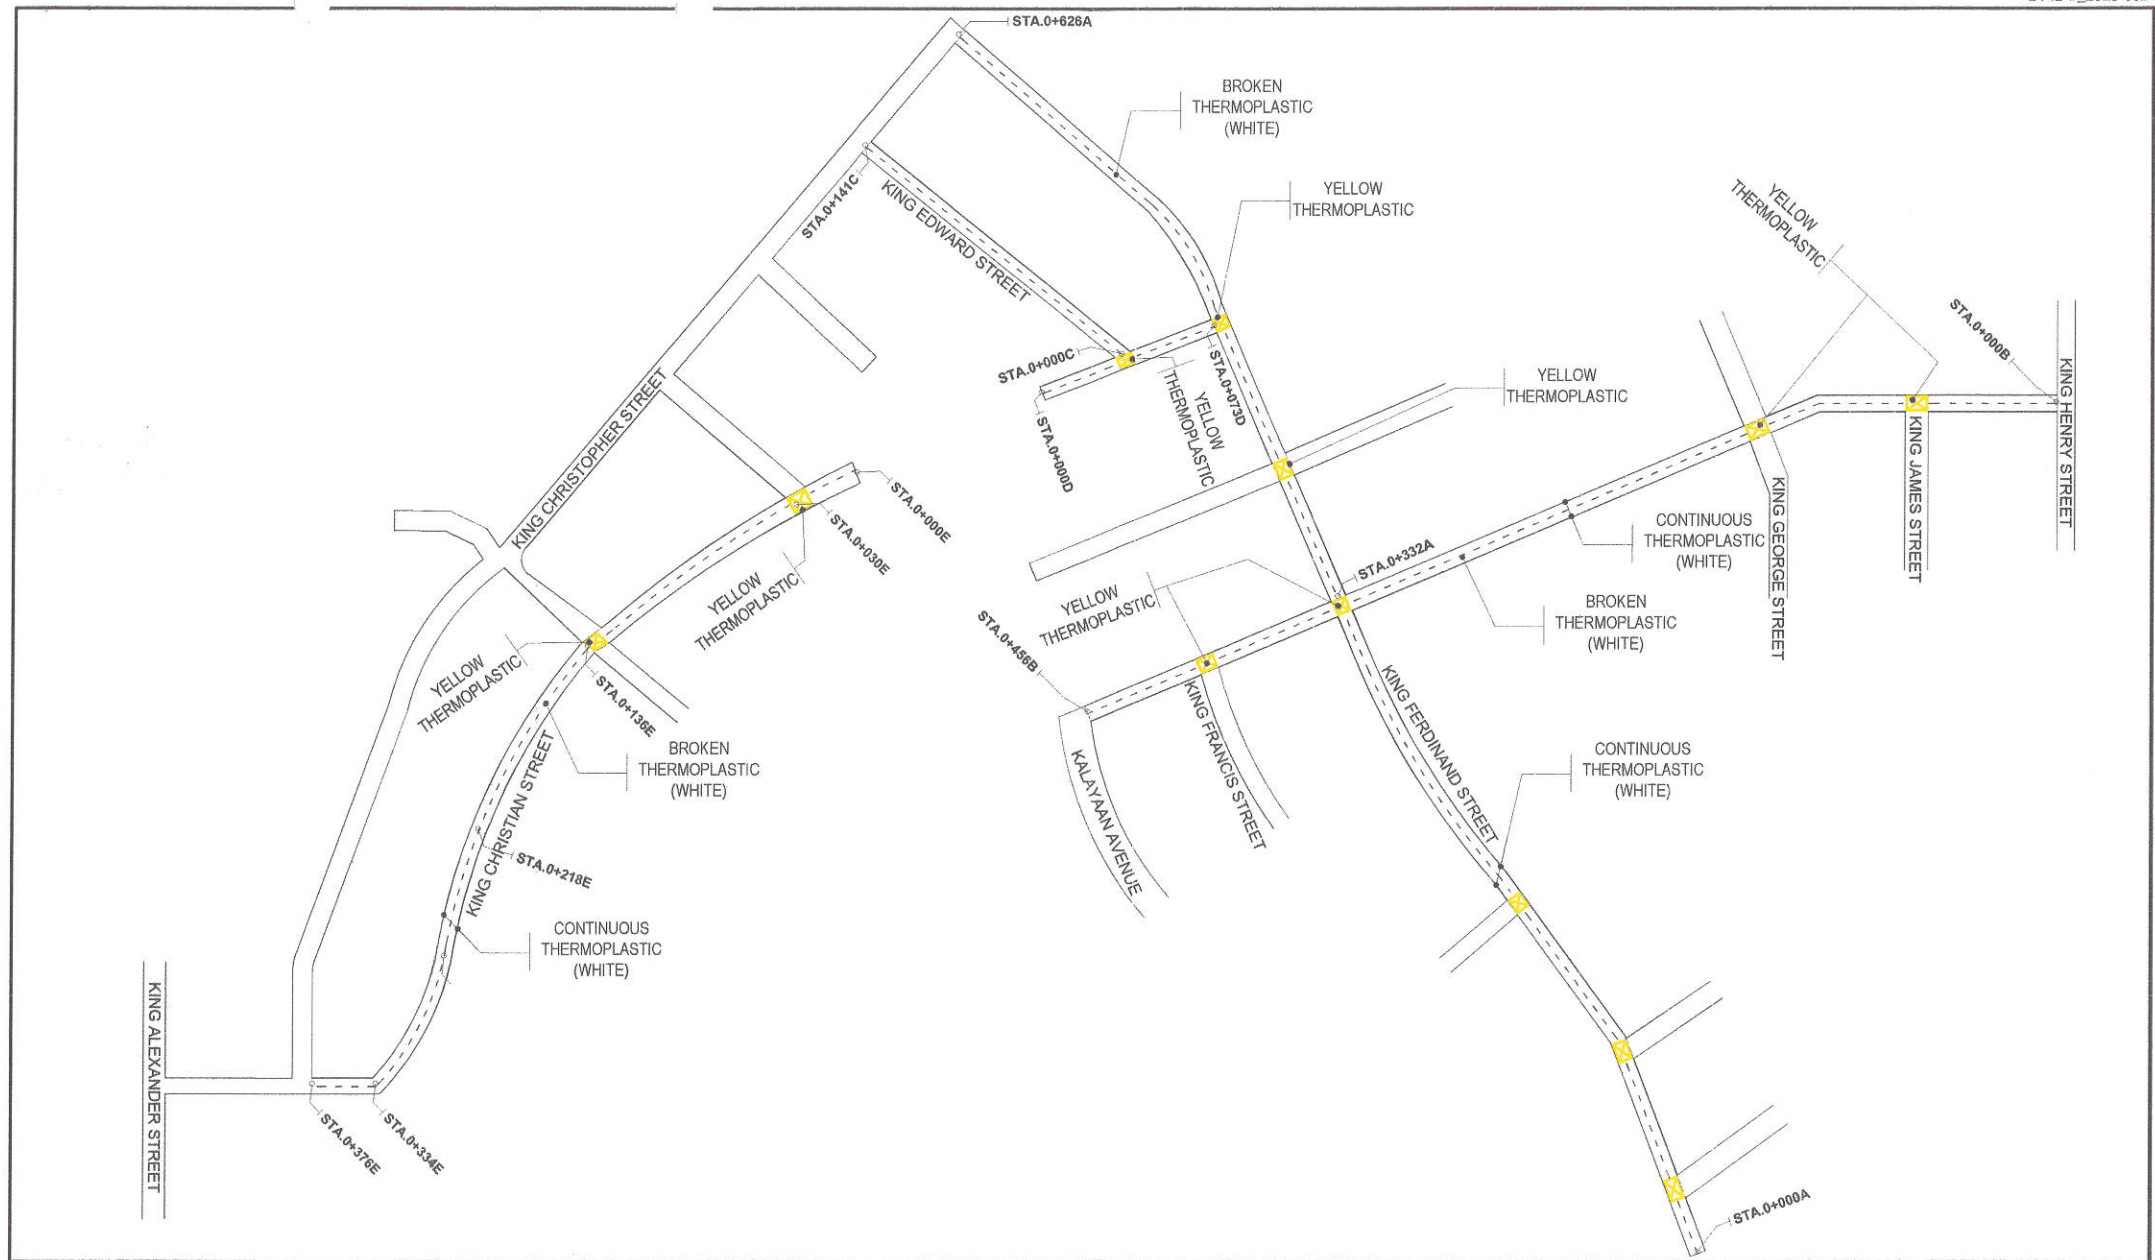 STA.0+626A
BROKEN
THERMOPLASTIC
(WHITE)
YELLOW
THERMOPLASTIC
STA.0+141C
KING EDWARD STREET
YELLOW
THERMOPLASTIC
STA.0+000B
KING HENRY STREET
STA.0+000C
STA.0+073D
STA.0+000D
YELLOW
THERMOPLASTIC
YELLOW
THERMOPLASTIC
KING CHRISTOPHER STREET
KING JAMES STREET
KING GEORGE STREET
STA.0+000E
STA.0+030E
YELLOW
THERMOPLASTIC
CONTINUOUS
THERMOPLASTIC
(WHITE)
STA.0+332A
BROKEN
THERMOPLASTIC
(WHITE)
YELLOW
THERMOPLASTIC
STA.0+456B
YELLOW
THERMOPLASTIC
STA.0+136E
KING FRANCIS STREET
KING FERDINAND STREET
KALAYAAN AVENUE
BROKEN
THERMOPLASTIC
(WHITE)
CONTINUOUS
THERMOPLASTIC
(WHITE)
KING CHRISTIAN STREET
STA.0+218E
CONTINUOUS
THERMOPLASTIC
(WHITE)
KING ALEXANDER STREET
STA.0+376E
STA.0+334E
STA.0+000A